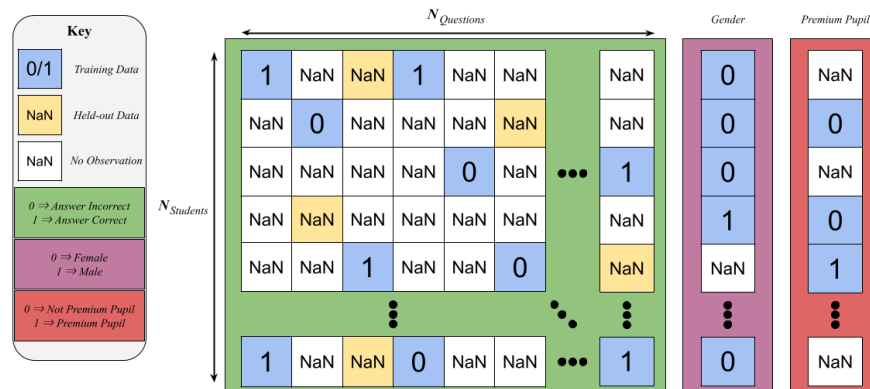 N_Questions
Gender
Premium Pupil
Key
0/1 Training Data
NaN Held-out Data
NaN No Observation
0 ⇒ Answer Incorrect
1 ⇒ Answer Correct
0 ⇒ Female
1 ⇒ Male
0 ⇒ Not Premium Pupil
1 ⇒ Premium Pupil
N_Students
1 NaN NaN 1 NaN NaN NaN 0 NaN
NaN 0 NaN NaN NaN NaN NaN 0 0
NaN NaN NaN NaN 0 NaN ••• 1 0 NaN
NaN NaN NaN NaN NaN NaN NaN 1 0
NaN NaN 1 NaN NaN 0 NaN NaN 1
1 NaN NaN 0 NaN NaN ••• 1 0 NaN